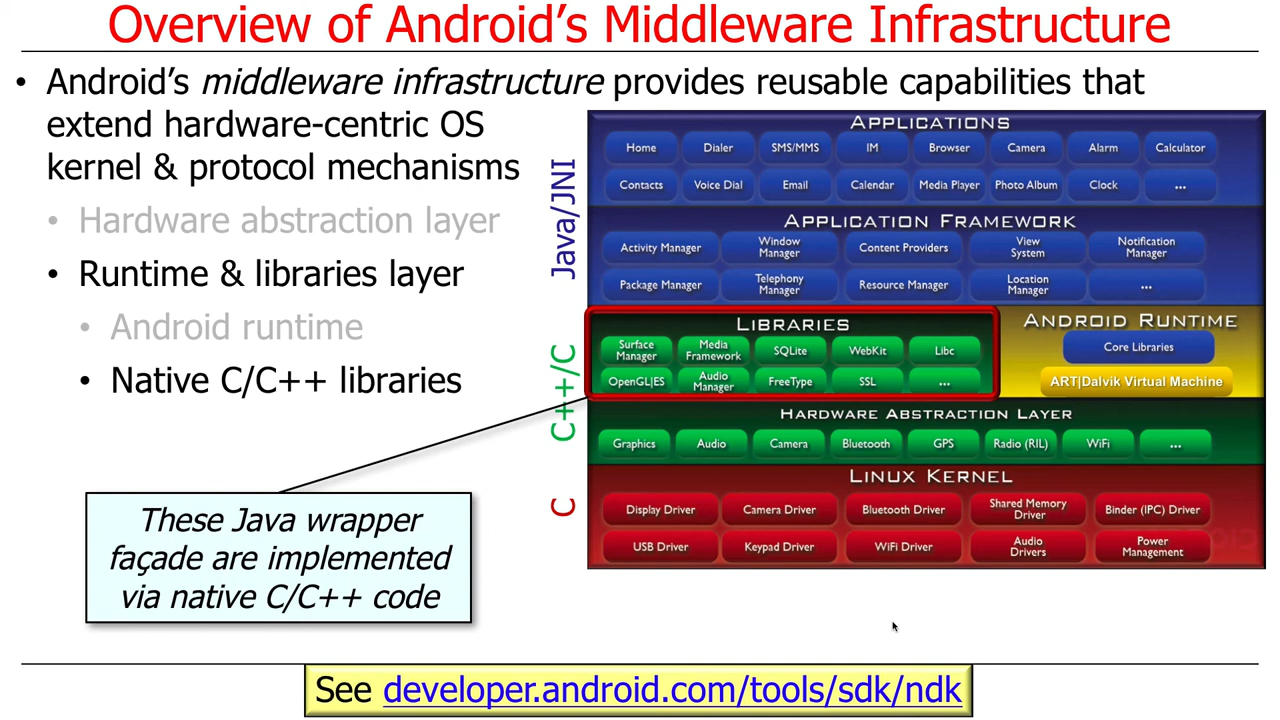 Overview of Android's Middleware Infrastructure
• Android's middleware infrastructure provides reusable capabilities that
extend hardware-centric OS
kernel & protocol mechanisms
• Hardware abstraction layer
• Runtime & libraries layer
• Android runtime
• Native C/C++ libraries
These Java wrapper
façade are implemented
via native C/C++ code
Java/JNI
C++/C
C
APPLICATIONS
Home Dialer SMS/MMS IM Browser Camera Alarm Calculator
Contacts Voice Dial Email Calendar Media Player Photo Album Clock ...
APPLICATION FRAMEWORK
Activity Manager Window Manager Content Providers View System Notification Manager
Package Manager Telephony Manager Resource Manager Location Manager ...
LIBRARIES
Surface Manager Media Framework SQLite WebKit Libc
OpenGL|ES Audio Manager FreeType SSL ...
ANDROID RUNTIME
Core Libraries
ART|Dalvik Virtual Machine
HARDWARE ABSTRACTION LAYER
Graphics Audio Camera Bluetooth GPS Radio (RIL) WiFi ...
LINUX KERNEL
Display Driver Camera Driver Bluetooth Driver Shared Memory Driver Binder (IPC) Driver
USB Driver Keypad Driver WiFi Driver Audio Drivers Power Management
See developer.android.com/tools/sdk/ndk